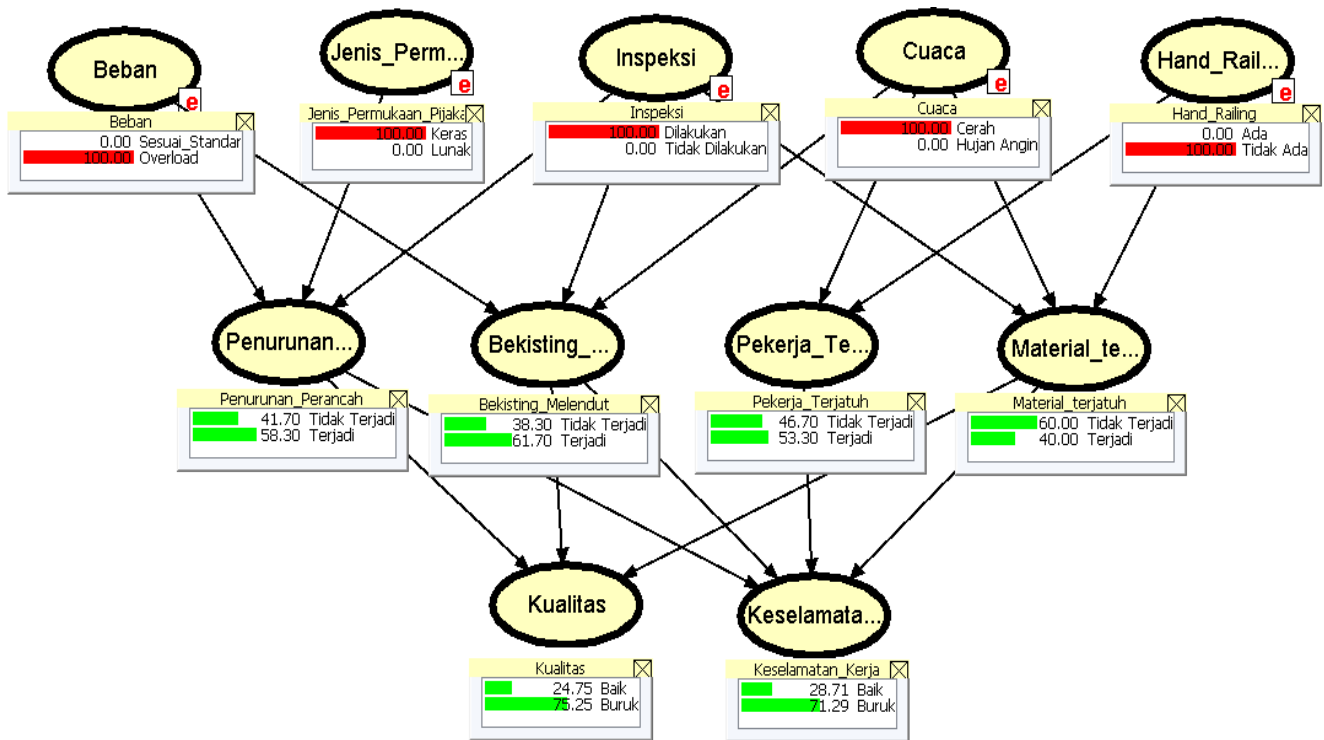 Beban
Jenis_Perm...
Inspeksi
Cuaca
Hand_Rail...
e
e
e
e
e
Beban
0.00 Sesuai_Standar
100.00 Overload
Jenis_Permukaan_Pijaka
100.00 Keras
0.00 Lunak
Inspeksi
100.00 Dilakukan
0.00 Tidak Dilakukan
Cuaca
100.00 Cerah
0.00 Hujan Angin
Hand_Railing
0.00 Ada
100.00 Tidak Ada
Penurunan...
Bekisting_...
Pekerja_Te...
Material_te...
Penurunan_Perancah
41.70 Tidak Terjadi
58.30 Terjadi
Bekisting_Melendut
38.30 Tidak Terjadi
61.70 Terjadi
Pekerja_Terjatuh
46.70 Tidak Terjadi
53.30 Terjadi
Material_terjatuh
60.00 Tidak Terjadi
40.00 Terjadi
Kualitas
Keselamata...
Kualitas
24.75 Baik
75.25 Buruk
Keselamatan_Kerja
28.71 Baik
71.29 Buruk